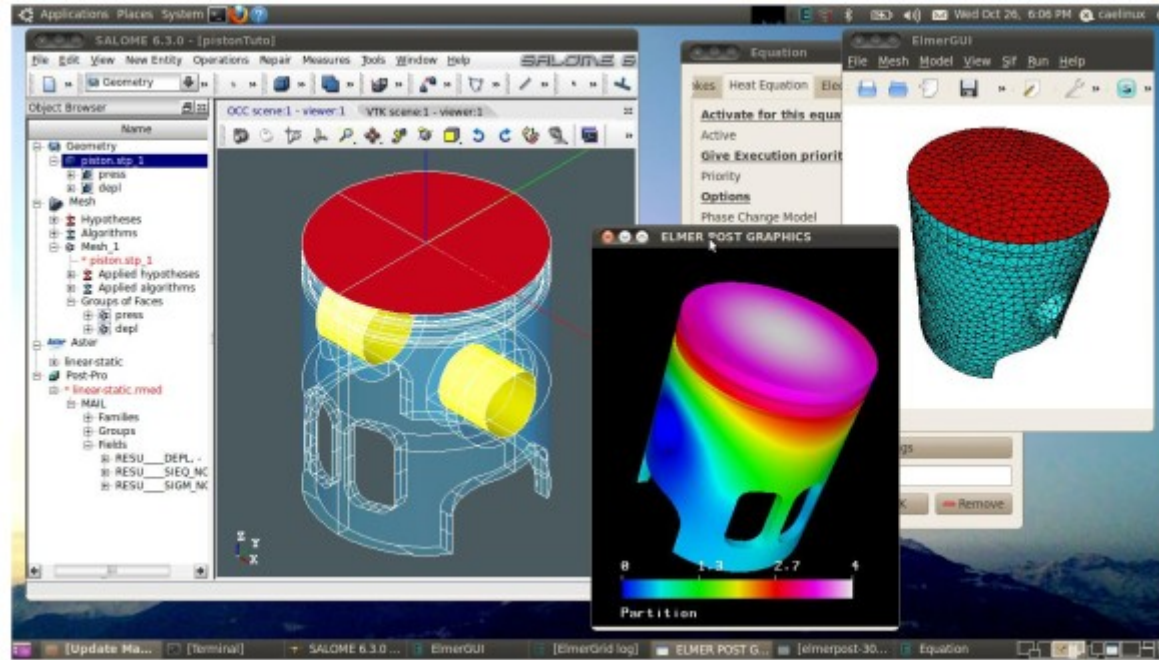 Applications Places System
Wed Oct 26, 6:06 PM caelinux
SALOME 6.3.0 - [pistonTuto]
File Edit View New Entity Operations Repair Measures Tools Window Help
SALOME 6
Geometry
Object Browser
Name
Geometry
piston.stp_1
press
depl
Mesh
Hypotheses
Algorithms
Mesh_1
* piston.stp_1
Applied hypotheses
Applied algorithms
Groups of Faces
press
depl
Aster
linear-static
Post-Pro
* linear-static.rmed
MAIL
Families
Groups
Fields
RESU____DEPL, -
RESU____SIEQ_NC
RESU____SIGM_NC
OCC scene:1 - viewer:1 VTK scene:1 - viewer:1
Equation
Heat Equation
Activate for this equa
Active
Give Execution priorit
Priority
Options
Phase Change Model
Remove
ElmerGUI
File Mesh Model View Sif Run Help
ELMER POST GRAPHICS
0 1.3 2.7 4
Partition
[Update Ma... [Terminal] SALOME 6.3.0 ... ElmerGUI [ElmerGrid log] ELMER POST G... [elmerpost-30... Equation